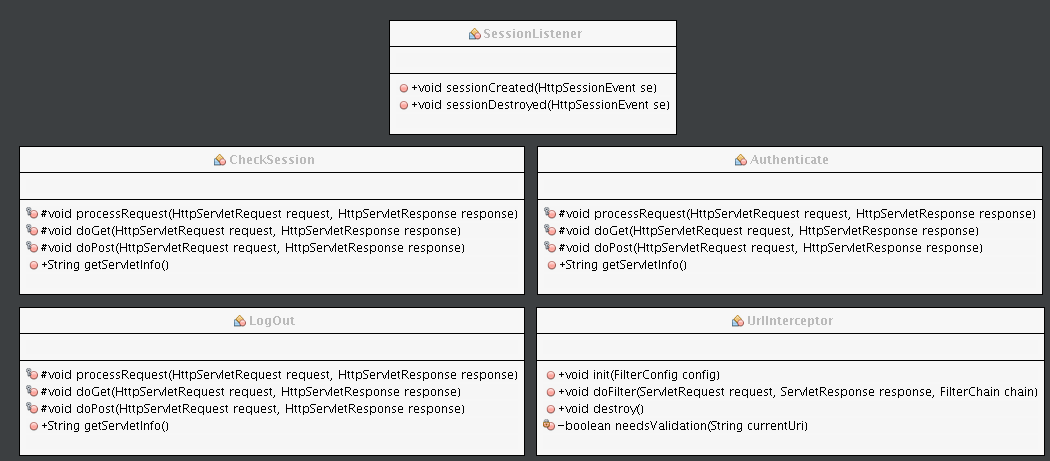 SessionListener
+void sessionCreated(HttpSessionEvent se)
+void sessionDestroyed(HttpSessionEvent se)
CheckSession
#void processRequest(HttpServletRequest request, HttpServletResponse response)
#void doGet(HttpServletRequest request, HttpServletResponse response)
#void doPost(HttpServletRequest request, HttpServletResponse response)
+String getServletInfo()
Authenticate
#void processRequest(HttpServletRequest request, HttpServletResponse response)
#void doGet(HttpServletRequest request, HttpServletResponse response)
#void doPost(HttpServletRequest request, HttpServletResponse response)
+String getServletInfo()
LogOut
#void processRequest(HttpServletRequest request, HttpServletResponse response)
#void doGet(HttpServletRequest request, HttpServletResponse response)
#void doPost(HttpServletRequest request, HttpServletResponse response)
+String getServletInfo()
UrlInterceptor
+void init(FilterConfig config)
+void doFilter(ServletRequest request, ServletResponse response, FilterChain chain)
+void destroy()
-boolean needsValidation(String currentUri)